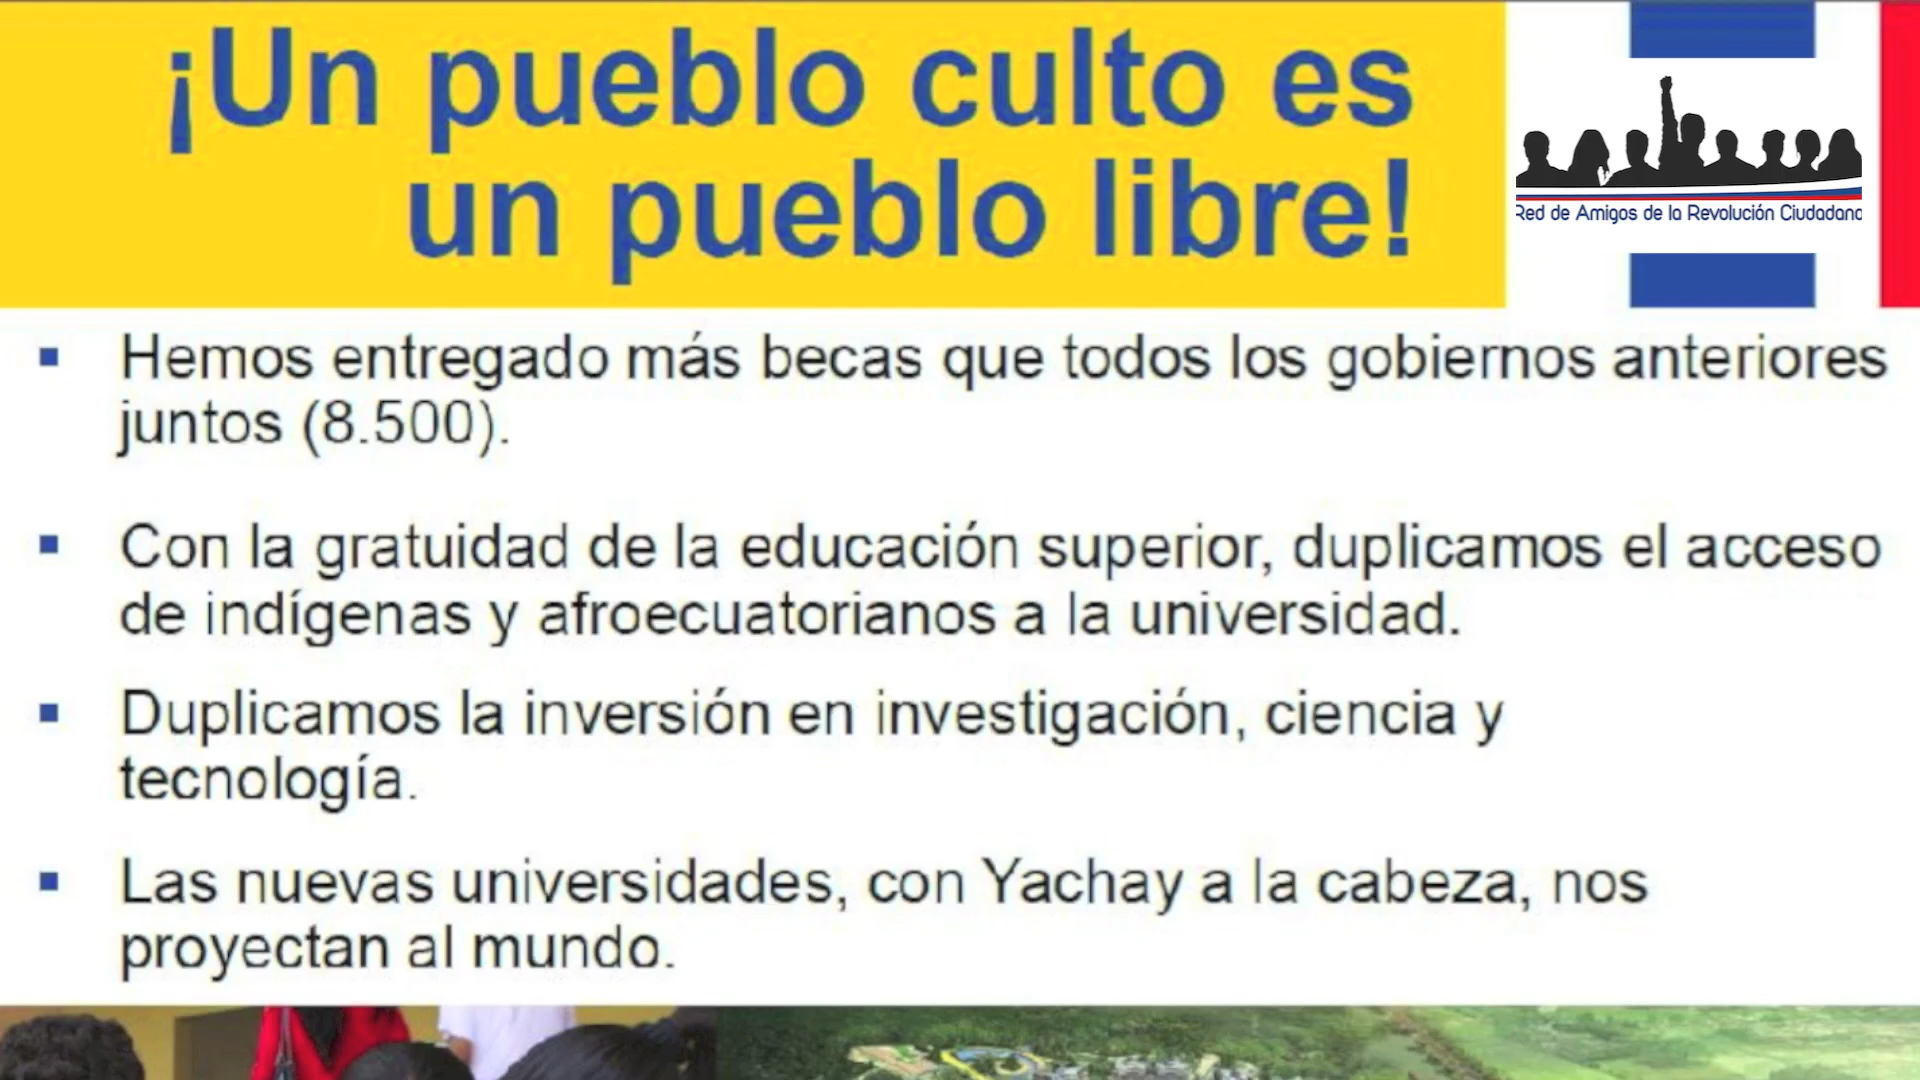 ¡Un pueblo culto es
un pueblo libre!
Red de Amigos de la Revolución Ciudadana
Hemos entregado más becas que todos los gobiernos anteriores
juntos (8.500).
Con la gratuidad de la educación superior, duplicamos el acceso
de indígenas y afroecuatorianos a la universidad.
Duplicamos la inversión en investigación, ciencia y
tecnología.
Las nuevas universidades, con Yachay a la cabeza, nos
proyectan al mundo.